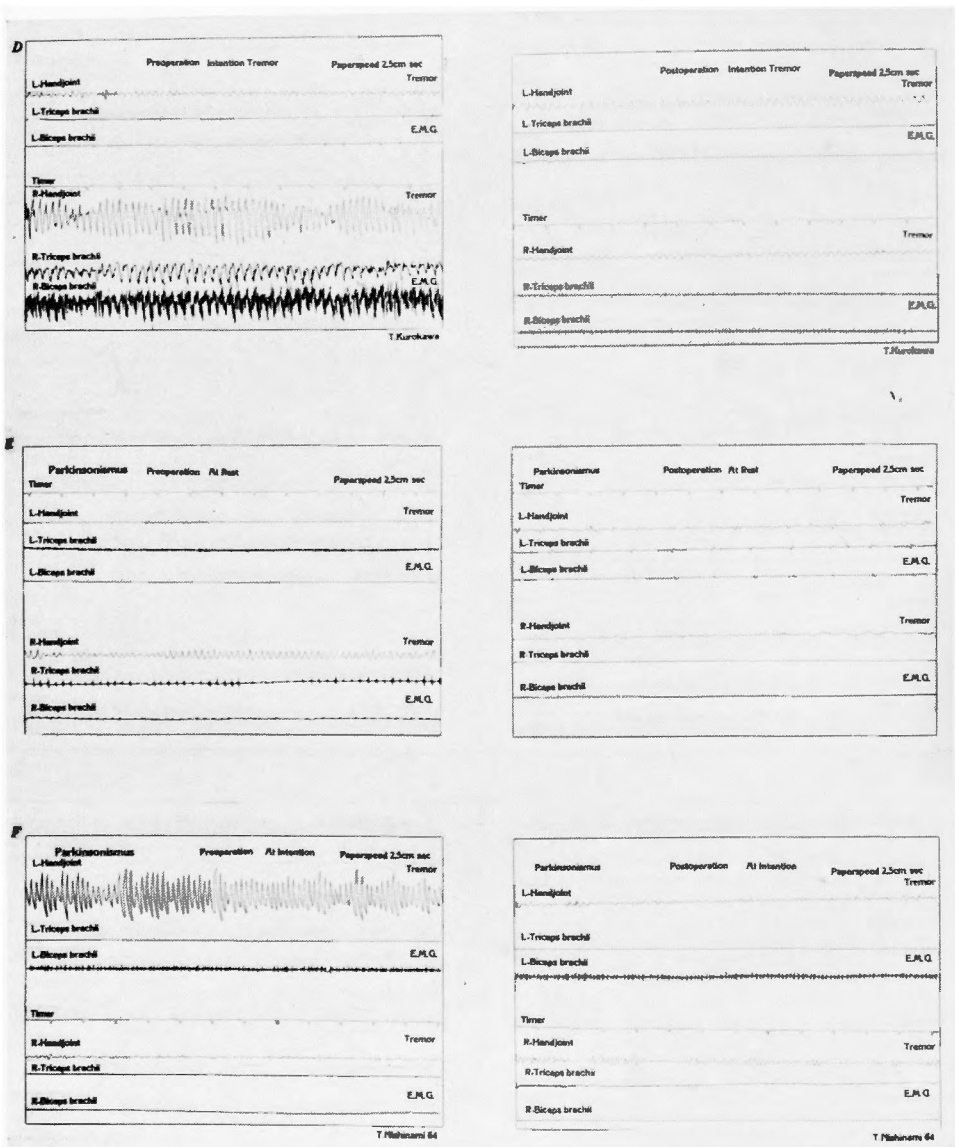 D
Preoperation Intention Tremor Paperspeed 2,5cm sec
L-Handjoint Tremor
L-Triceps brachii
L-Biceps brachii E.M.G.
Timer
R-Handjoint Tremor
R-Triceps brachii
R-Biceps brachii E.M.G.
T.Kurokawa
Postoperation Intention Tremor Paperspeed 2,5cm sec
Tremor
L-Handjoint
L-Triceps brachii
E.M.G.
L-Biceps brachii
Timer
Tremor
R-Handjoint
R-Triceps brachii
E.M.G.
R-Biceps brachii
T.Kurokawa
E
Parkinsonismus Preoperation At Rest Paperspeed 2,5cm sec
Timer
L-Handjoint Tremor
L-Triceps brachii
L-Biceps brachii E.M.G.
R-Handjoint Tremor
R-Triceps brachii
R-Biceps brachii E.M.G.
Parkinsonismus Postoperation At Rest Paperspeed 2,5cm sec
Timer
Tremor
L-Handjoint
L-Triceps brachii
L-Biceps brachii E.M.G.
R-Handjoint Tremor
R-Triceps brachii
R-Biceps brachii E.M.G.
F
Parkinsonismus Preoperation At Intention Paperspeed 2,5cm sec
L-Handjoint Tremor
L-Triceps brachii
L-Biceps brachii E.M.G.
Timer
R-Handjoint Tremor
R-Triceps brachii
R-Biceps brachii E.M.G.
T Mishinami 64
Parkinsonismus Postoperation At Intention Paperspeed 2,5cm sec
Tremor
L-Handjoint
L-Triceps brachii
L-Biceps brachii E.M.G.
Timer
R-Handjoint Tremor
R-Triceps brachii
R-Biceps brachii E.M.G.
T Mishinami 64